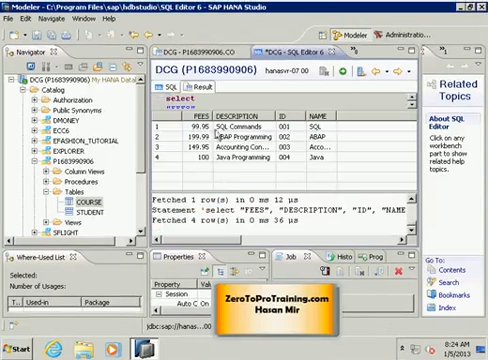 Modeler - C:\Program Files\sap\hdbstudio\SQL Editor 6 - SAP HANA Studio
File Edit Navigate Window Help
Modeler
Administratio...
Navigator
DCG (P1683990906) My HANA Datab
Catalog
Authorization
Public Synonyms
DMONEY
ECC6
EFASHION_TUTORIAL
EXPLORER
P1683990906
Column Views
Procedures
Tables
COURSE
STUDENT
Views
SFLIGHT
DCG (P1683990906.CO
*DCG - SQL Editor 6
DCG (P1683990906)
hanasvr-07 00
SQL
Result
select
FEES DESCRIPTION ID NAME
1 99.95 SQL Commands 001 SQL
2 199.99 ABAP Programming 002 ABAP
3 149.95 Accounting Con... 003 Acco...
4 100 Java Programming 004 Java
Fetched 1 row(s) in 0 ms 12 µs
Statement 'select "FEES", "DESCRIPTION", "ID", "NAME
Fetched 4 row(s) in 0 ms 36 µs
Related Topics
About SQL Editor
Click on any workbench part to show related help.
Go To:
Contents
Search
Bookmarks
Index
Where-Used List
Selected:
Number of Usages:
T... Used-in Packa...
Properties
Property Value
Session
Auto C
Job
Histo
Prog
jdbc:sap://hanas
ZeroToProTraining.com
Hasan Mir
Start
8:24 AM
1/5/2013